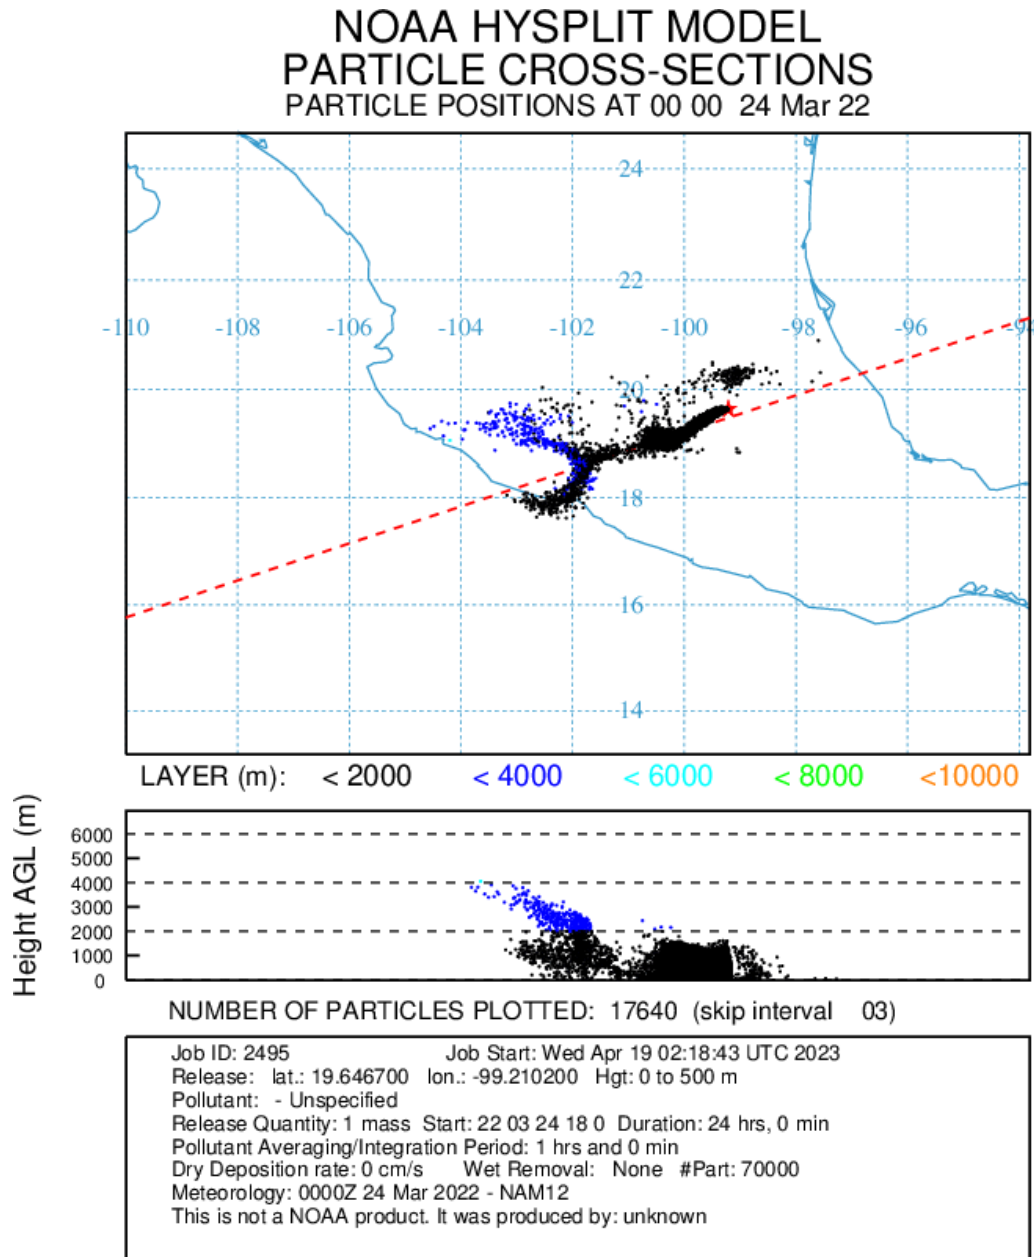 NOAA HYSPLIT MODEL
PARTICLE CROSS-SECTIONS
PARTICLE POSITIONS AT 00 00 24 Mar 22
24
22
-110 -108 -106 -104 -102 -100 -98 -96 -94
20
18
16
14
LAYER (m): < 2000 < 4000 < 6000 < 8000 <10000
Height AGL (m)
6000
5000
4000
3000
2000
1000
0
NUMBER OF PARTICLES PLOTTED: 17640 (skip interval 03)
Job ID: 2495 Job Start: Wed Apr 19 02:18:43 UTC 2023
Release: lat.: 19.646700 lon.: -99.210200 Hgt: 0 to 500 m
Pollutant: - Unspecified
Release Quantity: 1 mass Start: 22 03 24 18 0 Duration: 24 hrs, 0 min
Pollutant Averaging/Integration Period: 1 hrs and 0 min
Dry Deposition rate: 0 cm/s Wet Removal: None #Part: 70000
Meteorology: 0000Z 24 Mar 2022 - NAM12
This is not a NOAA product. It was produced by: unknown